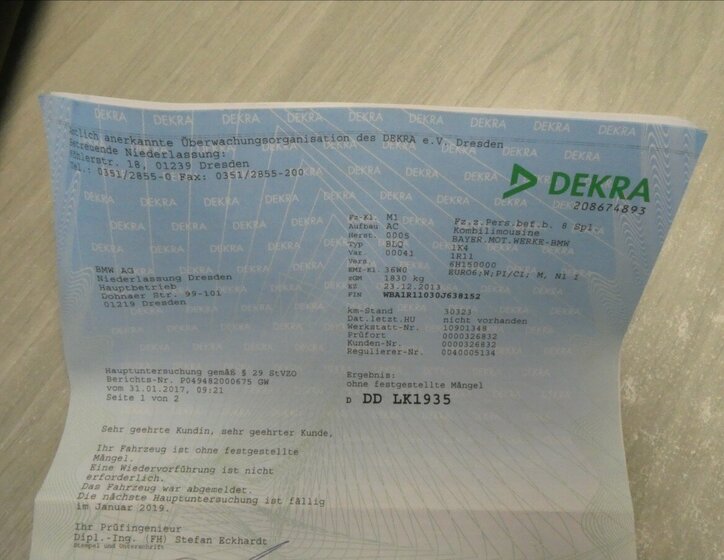 Amtlich anerkannte Überwachungsorganisation des DEKRA e.V. Dresden
Betreuende Niederlassung:
Köhlerstr. 18, 01239 Dresden
Tel.: 0351/2855-0 Fax: 0351/2855-200
DEKRA
208674893
BMW AG
Niederlassung Dresden
Hauptbetrieb
Dohnaer Str. 99-101
01219 Dresden
Fz-Kl. M1 Fz.z.Pers.bef.b. 8 Spl.
Aufbau AC Kombilimousine
Herst. 0005 BAYER.MOT.WERKE-BMW
Typ BLQ 1K4
Var. 00041 1R11
Vers. 6H150000
EMI-Kl. 36W0 EURO6;W;PI/CI; M, N1 I
zGM 1830 kg
EZ 23.12.2013
FIN WBA1R11030J638152
km-Stand 30323
Dat.letzt.HU nicht vorhanden
Werkstatt-Nr. 10901348
Prüfort 0000326832
Kunden-Nr. 0000326832
Regulierer-Nr. 0040005134
Hauptuntersuchung gemäß § 29 StVZO
Berichts-Nr. P049482000675 GW
vom 31.01.2017, 09:21
Seite 1 von 2
Ergebnis:
ohne festgestellte Mängel
D DD LK1935
Sehr geehrte Kundin, sehr geehrter Kunde,
Ihr Fahrzeug ist ohne festgestellte
Mängel.
Eine Wiedervorführung ist nicht
erforderlich.
Das Fahrzeug war abgemeldet.
Die nächste Hauptuntersuchung ist fällig
im Januar 2019.
Ihr Prüfingenieur
Dipl.-Ing. (FH) Stefan Eckhardt
Stempel und Unterschrift